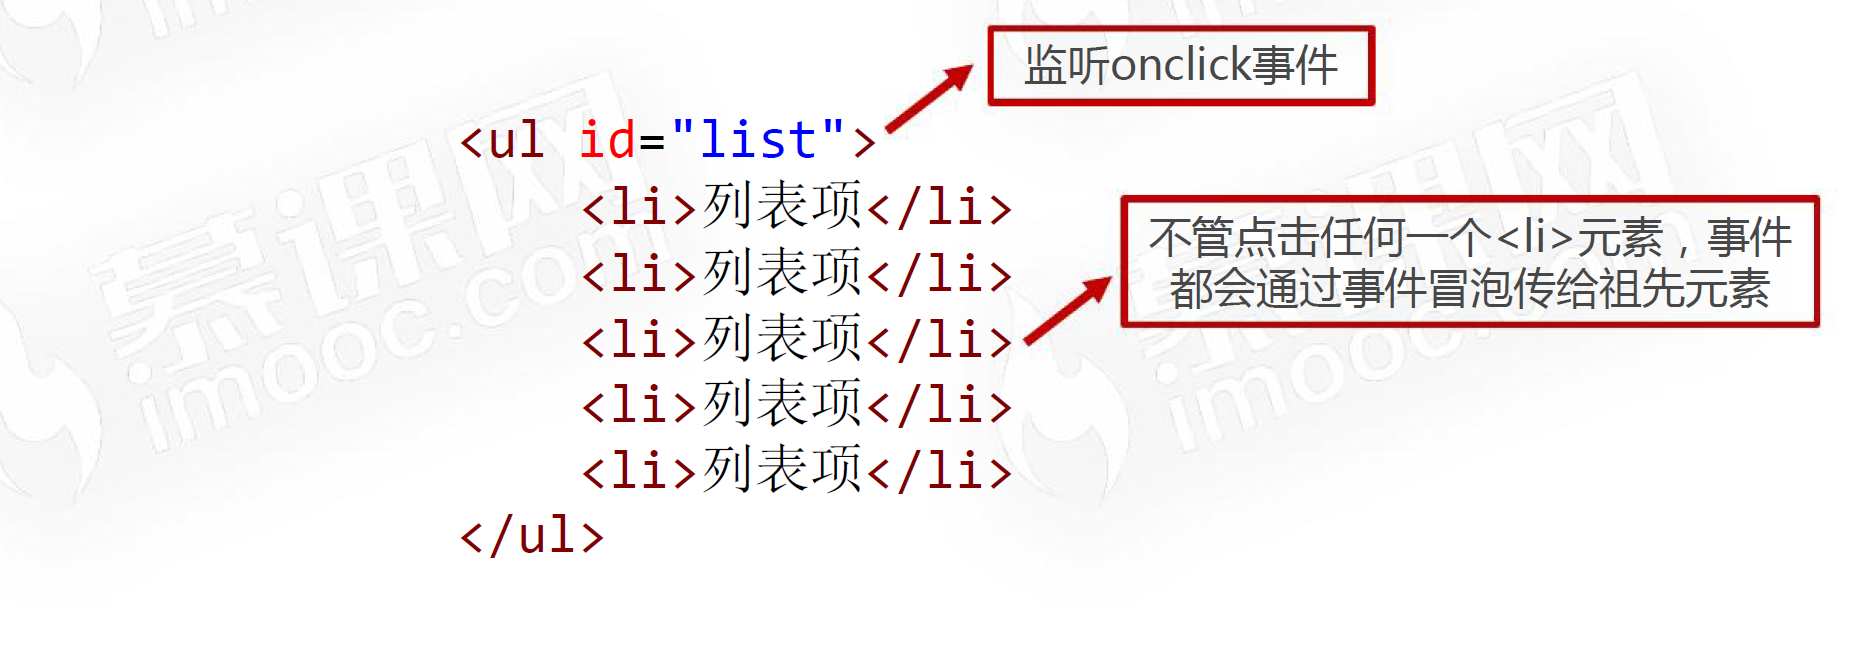 监听onclick事件
<ul id="list">
<li>列表项</li>
不管点击任何一个<li>元素，事件
都会通过事件冒泡传给祖先元素
<li>列表项</li>
<li>列表项</li>
<li>列表项</li>
<li>列表项</li>
</ul>
慕课网
imooc.com
慕课网
imooc.com